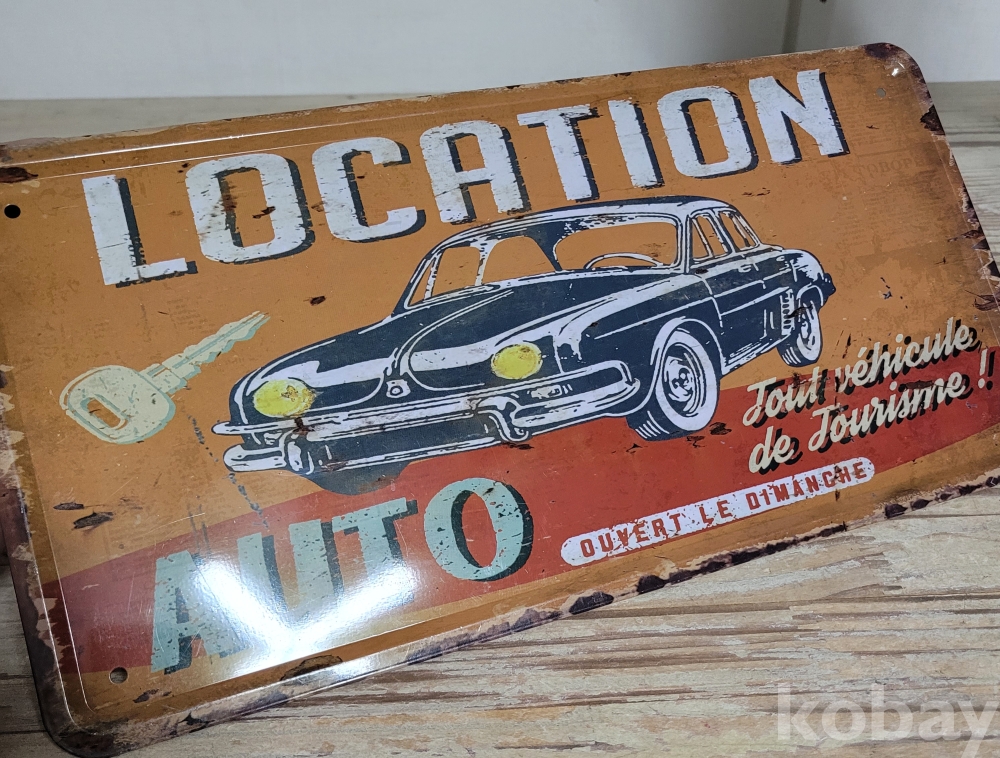 LOCATION
Tout véhicule
de Tourisme !!
OUVERT LE DIMANCHE
AUTO
kobay